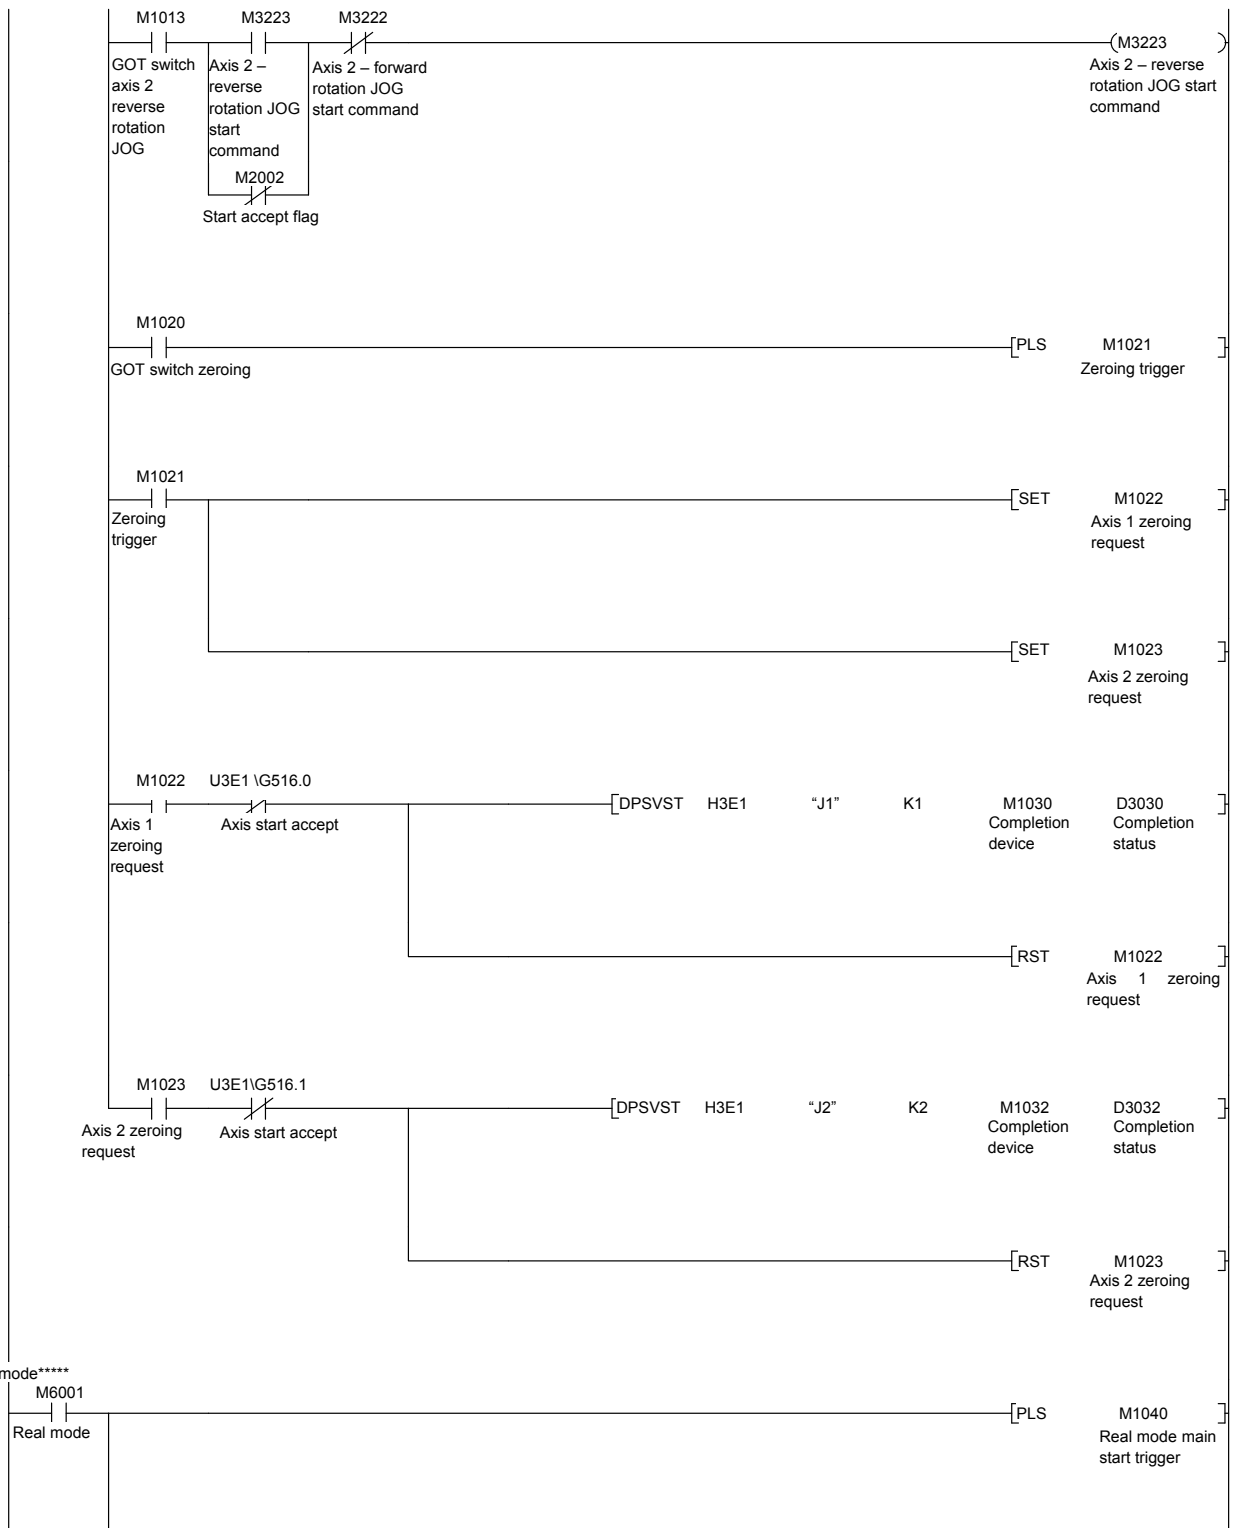 M1013 M3223 M3222
(M3223 )
GOT switch
axis 2
reverse
rotation
JOG
Axis 2 –
reverse
rotation JOG
start
command
Axis 2 – forward
rotation JOG
start command
Axis 2 – reverse
rotation JOG start
command
M2002
Start accept flag
M1020
[PLS M1021 ]
GOT switch zeroing
Zeroing trigger
M1021
[SET M1022 ]
Zeroing
trigger
Axis 1 zeroing
request
[SET M1023 ]
Axis 2 zeroing
request
M1022 U3E1 \G516.0
[DPSVST H3E1 “J1” K1 M1030 D3030 ]
Axis 1
zeroing
request
Axis start accept
Completion
device
Completion
status
[RST M1022 ]
Axis 1 zeroing
request
M1023 U3E1\G516.1
[DPSVST H3E1 “J2” K2 M1032 D3032 ]
Axis 2 zeroing
request
Axis start accept
Completion
device
Completion
status
[RST M1023 ]
Axis 2 zeroing
request
mode*****
M6001
[PLS M1040 ]
Real mode
Real mode main
start trigger